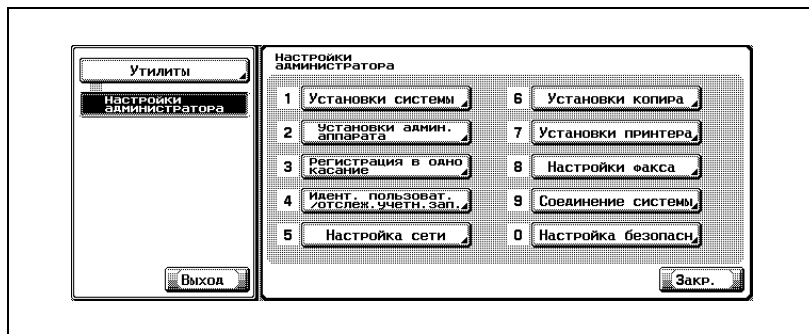 Утилиты
Настройки
администратора
Выход
Настройки
администратора
1 Установки системы
2 Установки админ.
аппарата
3 Регистрация в одно
касание
4 Идент. пользоват.
/отслеж.учетн.зап.
5 Настройка сети
6 Установки копира
7 Установки принтера
8 Настройки факса
9 Соединение системы
0 Настройка безопасн
Закр.